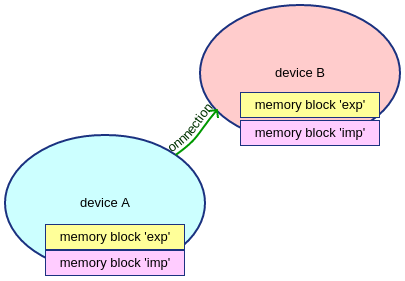 device B
memory block 'exp'
memory block 'imp'
onnection
device A
memory block 'exp'
memory block 'imp'